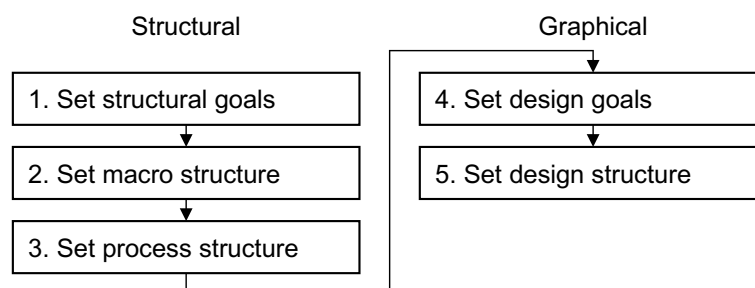 Structural
1. Set structural goals
2. Set macro structure
3. Set process structure
Graphical
4. Set design goals
5. Set design structure